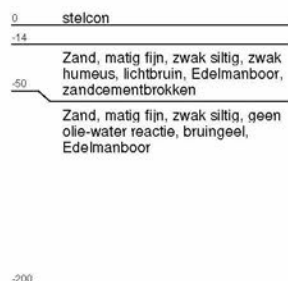 0 stelcon
-14
Zand, matig fijn, zwak siltig, zwak
humeus, lichtbruin, Edelmanboor,
-50 zandcementbrokken
Zand, matig fijn, zwak siltig, geen
olie-water reactie, bruingeel,
Edelmanboor
-200